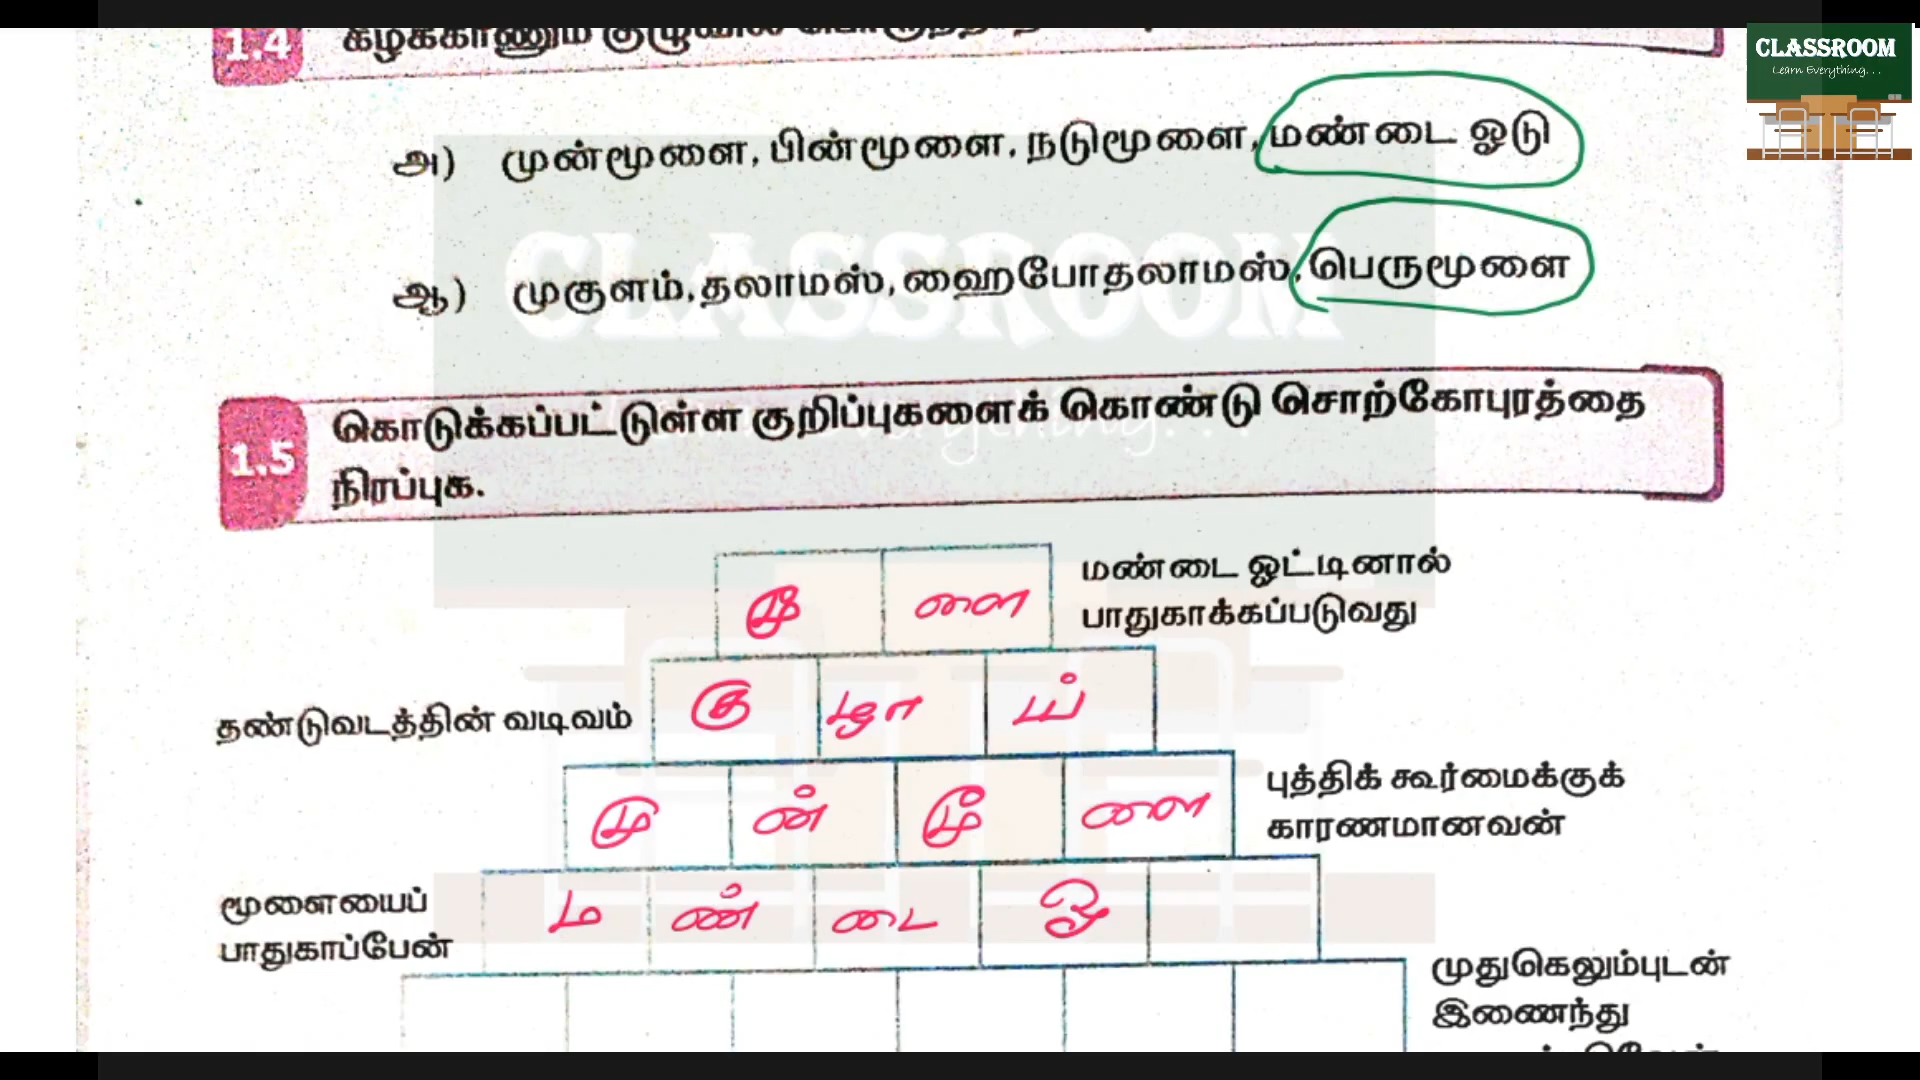 1.4 கீழ்க்காணும் குழுவில்
CLASSROOM
Learn Everything...
அ) முன்மூளை, பின்மூளை, நடுமூளை, மண்டை ஓடு
ஆ) முகுளம், தலாமஸ், ஹைபோதலாமஸ், பெருமூளை
CLASSROOM
1.5 கொடுக்கப்பட்டுள்ள குறிப்புகளைக் கொண்டு சொற்கோபுரத்தை
நிரப்புக.
மூ ளை
மண்டை ஓட்டினால்
பாதுகாக்கப்படுவது
தண்டுவடத்தின் வடிவம்
கு ழா ய்
மு ன் மூ ளை
புத்திக் கூர்மைக்குக்
காரணமானவன்
மூளையைப்
பாதுகாப்பேன்
ம ண் டை ஓ
முதுகெலும்புடன்
இணைந்து